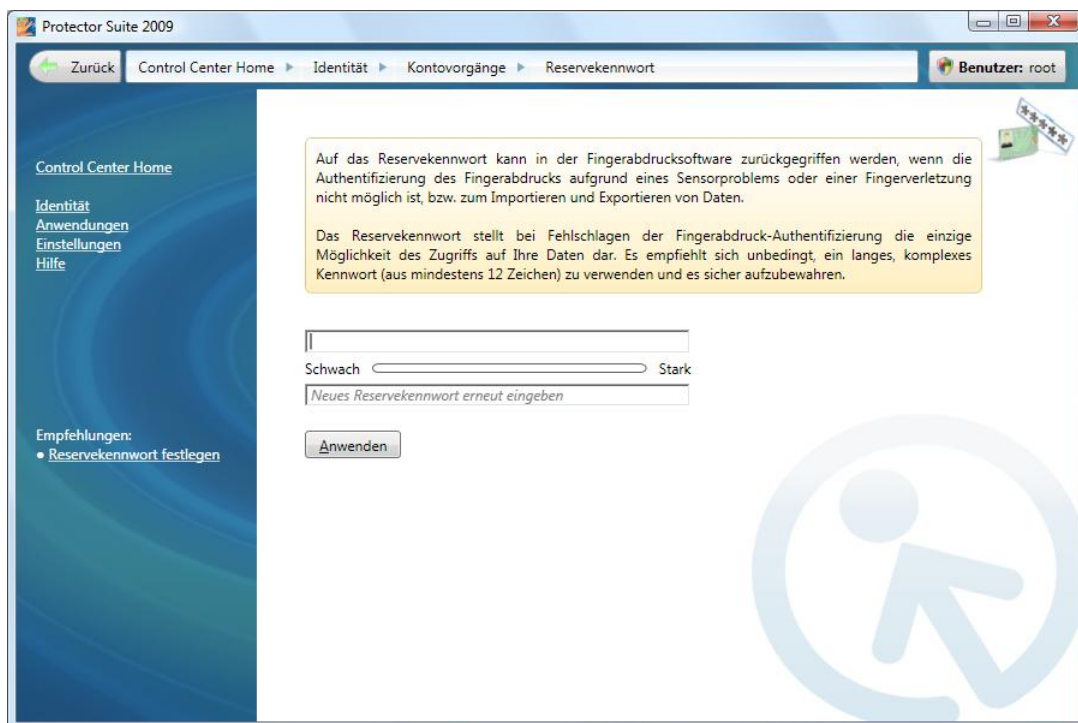 Protector Suite 2009
Zurück Control Center Home Identität Kontovorgänge Reservekennwort Benutzer: root
Control Center Home
Identität
Anwendungen
Einstellungen
Hilfe
Empfehlungen:
• Reservekennwort festlegen
Auf das Reservekennwort kann in der Fingerabdrucksoftware zurückgegriffen werden, wenn die
Authentifizierung des Fingerabdrucks aufgrund eines Sensorproblems oder einer Fingerverletzung
nicht möglich ist, bzw. zum Importieren und Exportieren von Daten.
Das Reservekennwort stellt bei Fehlschlagen der Fingerabdruck-Authentifizierung die einzige
Möglichkeit des Zugriffs auf Ihre Daten dar. Es empfiehlt sich unbedingt, ein langes, komplexes
Kennwort (aus mindestens 12 Zeichen) zu verwenden und es sicher aufzubewahren.
Schwach Stark
Neues Reservekennwort erneut eingeben
Anwenden